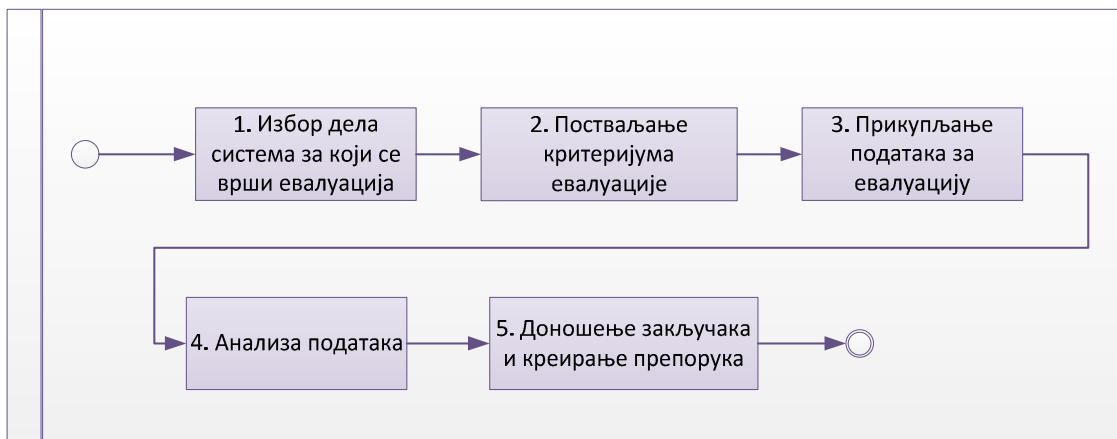 1. Избор дела
система за који се
врши евалуација
2. Постваљање
критеријума
евалуације
3. Прикупљање
података за
евалуацију
4. Анализа података
5. Доношење закључака
и креирање препорука